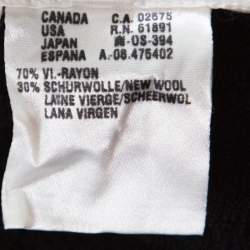 CANADA C.A. 02675
USA R.N. 61891
JAPAN -OS-394
ESPANA A.-08.475402
70% VI.-RAYON
30% SCHURWOLLE/NEW WOOL
LAINE VIERGE/SCHEERWOL
LANA VIRGEN